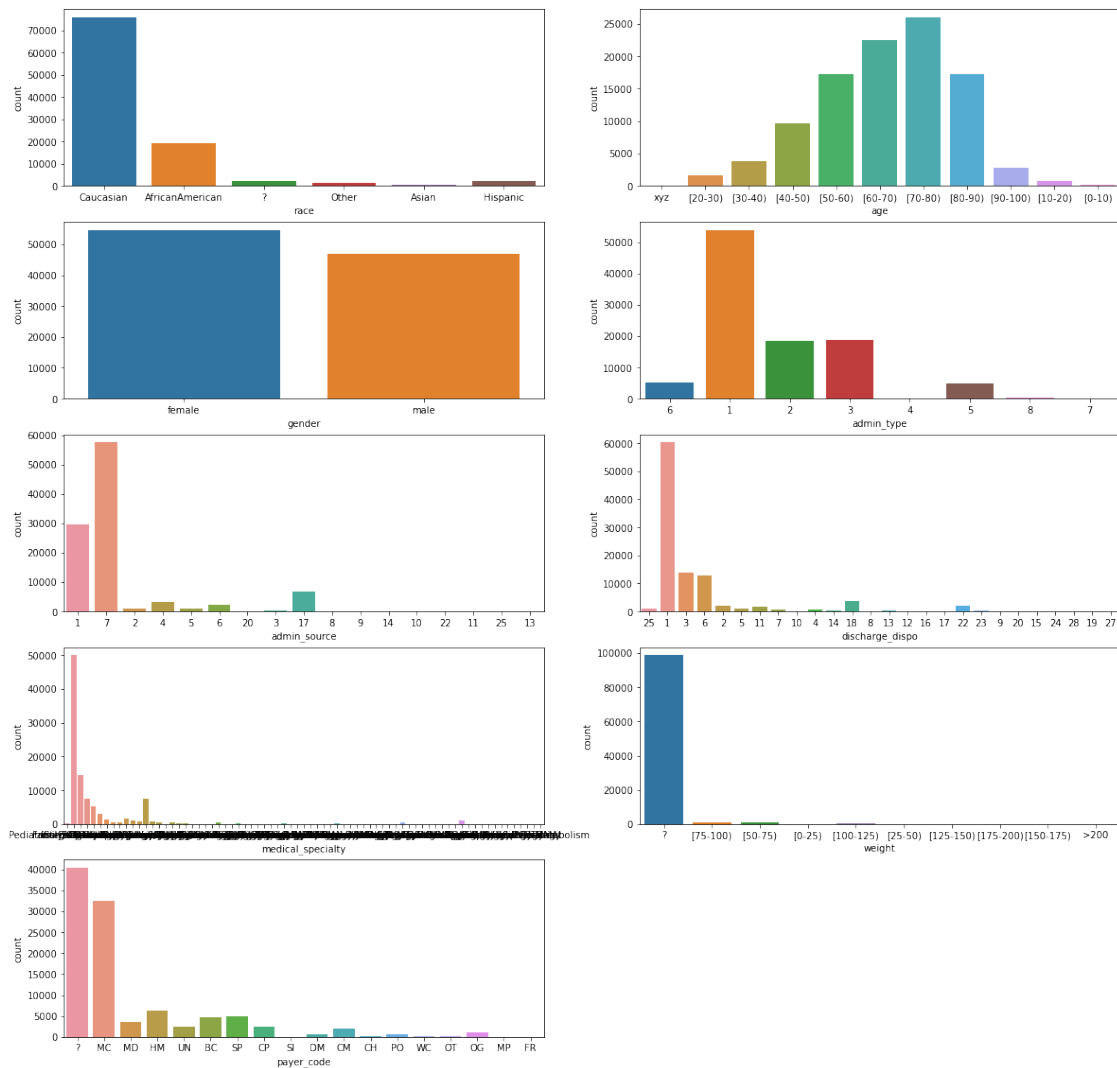 70000
60000
50000
40000
30000
20000
10000
0
count
Caucasian AfricanAmerican ? Other Asian Hispanic
race
25000
20000
15000
10000
5000
0
count
xyz [20-30) [30-40) [40-50) [50-60) [60-70) [70-80) [80-90) [90-100) [10-20) [0-10)
age
50000
40000
30000
20000
10000
0
count
female male
gender
50000
40000
30000
20000
10000
0
count
6 1 2 3 4 5 8 7
admin_type
60000
50000
40000
30000
20000
10000
0
count
1 7 2 4 5 6 20 3 17 8 9 14 10 22 11 25 13
admin_source
60000
50000
40000
30000
20000
10000
0
count
25 1 3 6 2 5 11 7 10 4 14 18 8 13 12 16 17 22 23 9 20 15 24 28 19 27
discharge_dispo
50000
40000
30000
20000
10000
0
count
medical_specialty
100000
80000
60000
40000
20000
0
count
? [75-100) [50-75) [0-25) [100-125) [25-50) [125-150) [175-200) [150-175) >200
weight
40000
35000
30000
25000
20000
15000
10000
5000
0
count
? MC MD HM UN BC SP CP SI DM CM CH PO WC OT OG MP FR
payer_code